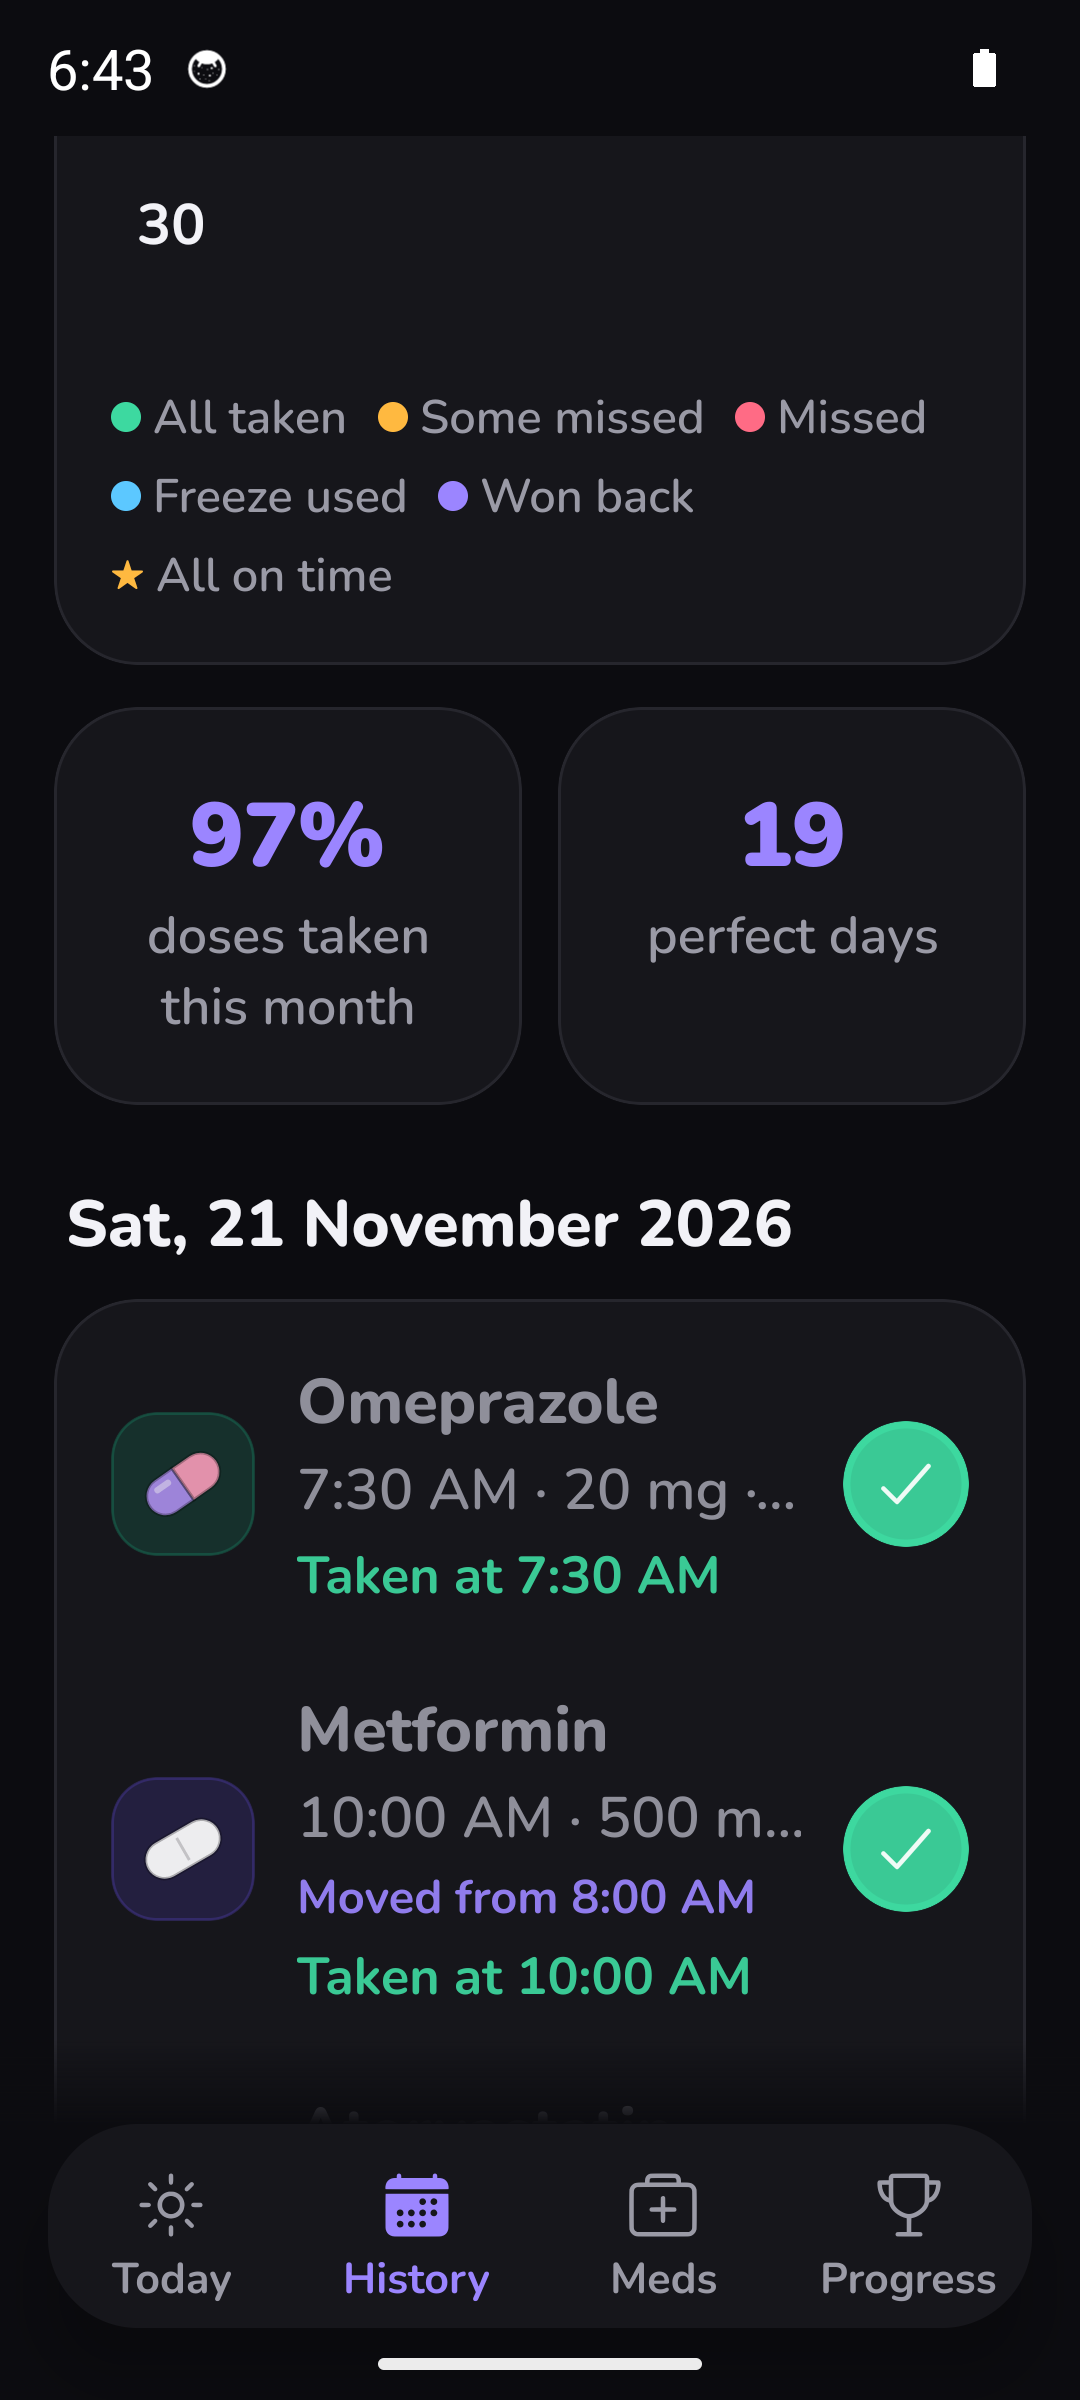 6:43
30
All taken
Some missed
Missed
Freeze used
Won back
All on time
97%
doses taken
this month
19
perfect days
Sat, 21 November 2026
Omeprazole
7:30 AM · 20 mg ·...
Taken at 7:30 AM
Metformin
10:00 AM · 500 m...
Moved from 8:00 AM
Taken at 10:00 AM
Today
History
Meds
Progress